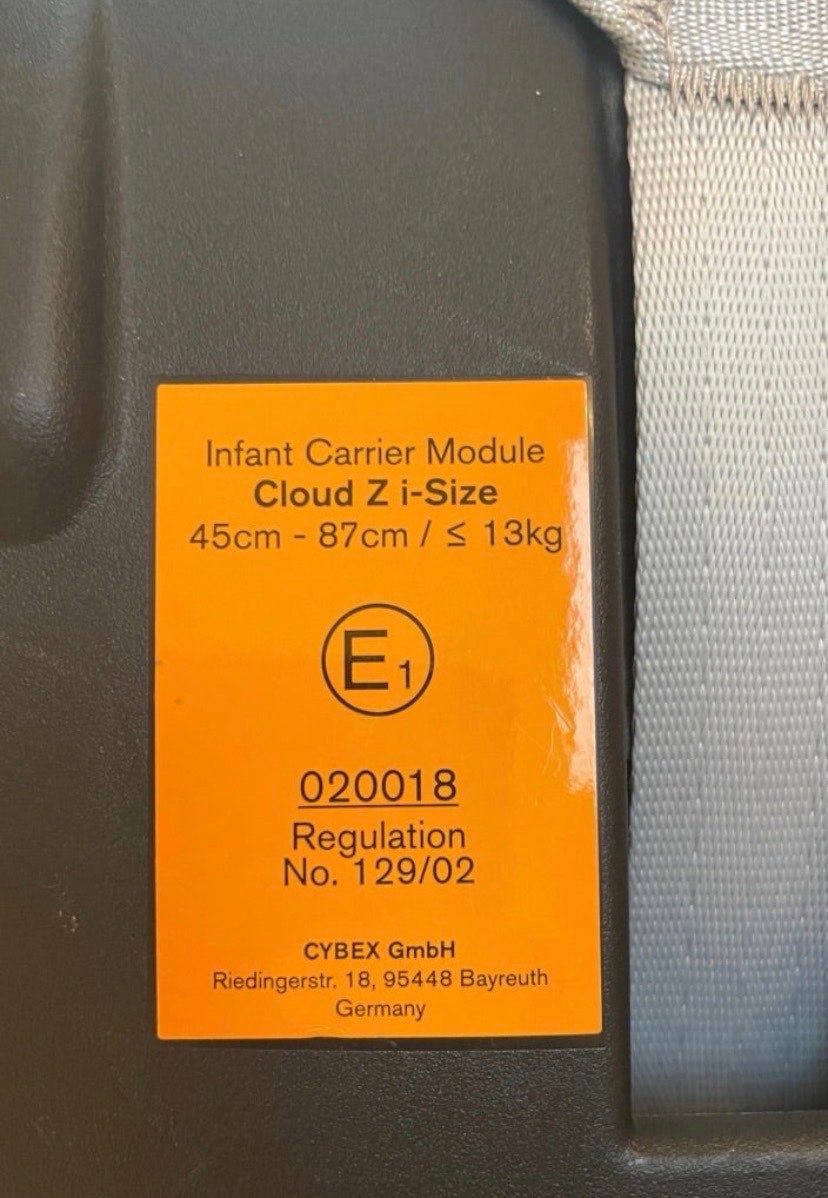 Infant Carrier Module
Cloud Z i-Size
45cm - 87cm / ≤ 13kg
E1
020018
Regulation
No. 129/02
CYBEX GmbH
Riedingerstr. 18, 95448 Bayreuth
Germany